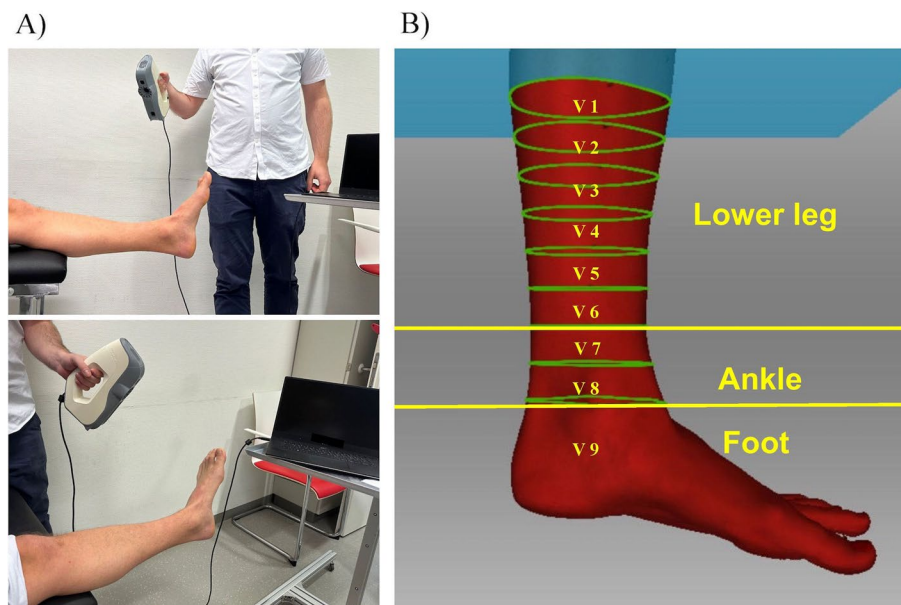 A)
B)
V 1
V 2
V 3
V 4
Lower leg
V 5
V 6
V 7
V 8
Ankle
V 9
Foot